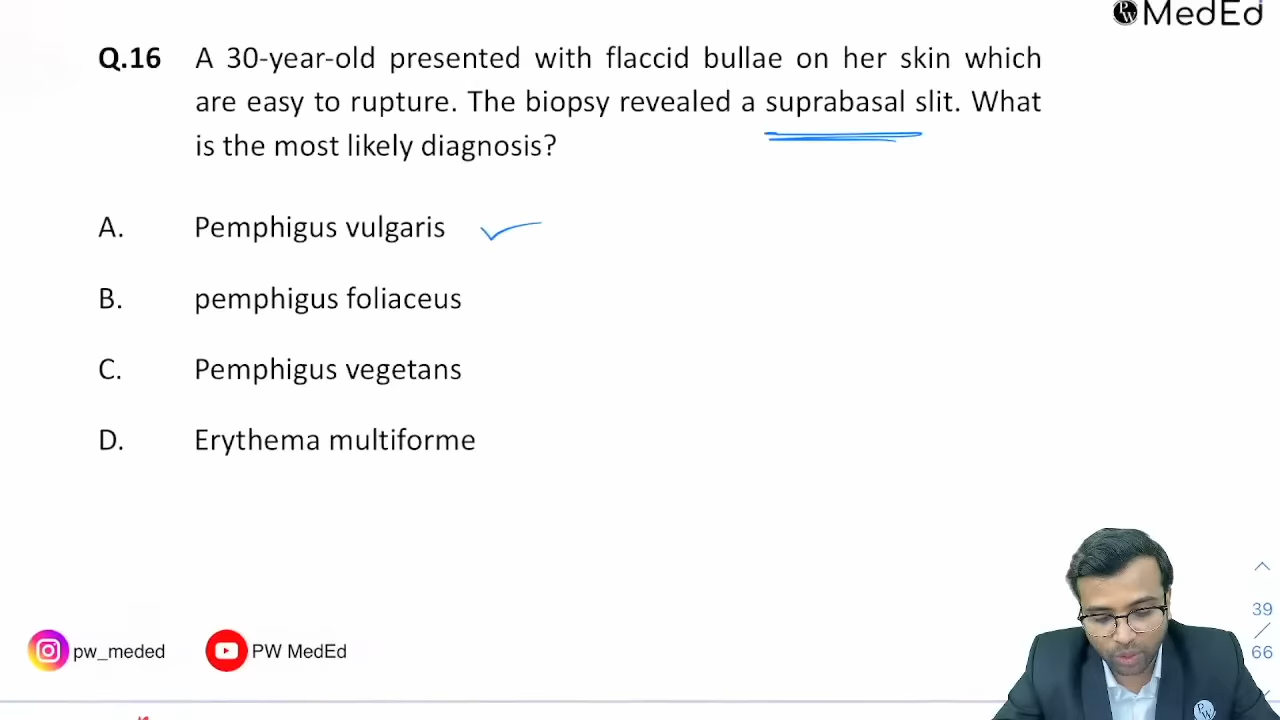 MedEd
Q.16 A 30-year-old presented with flaccid bullae on her skin which
are easy to rupture. The biopsy revealed a suprabasal slit. What
is the most likely diagnosis?
A. Pemphigus vulgaris
B. pemphigus foliaceus
C. Pemphigus vegetans
D. Erythema multiforme
39
/
66
pw_meded PW MedEd